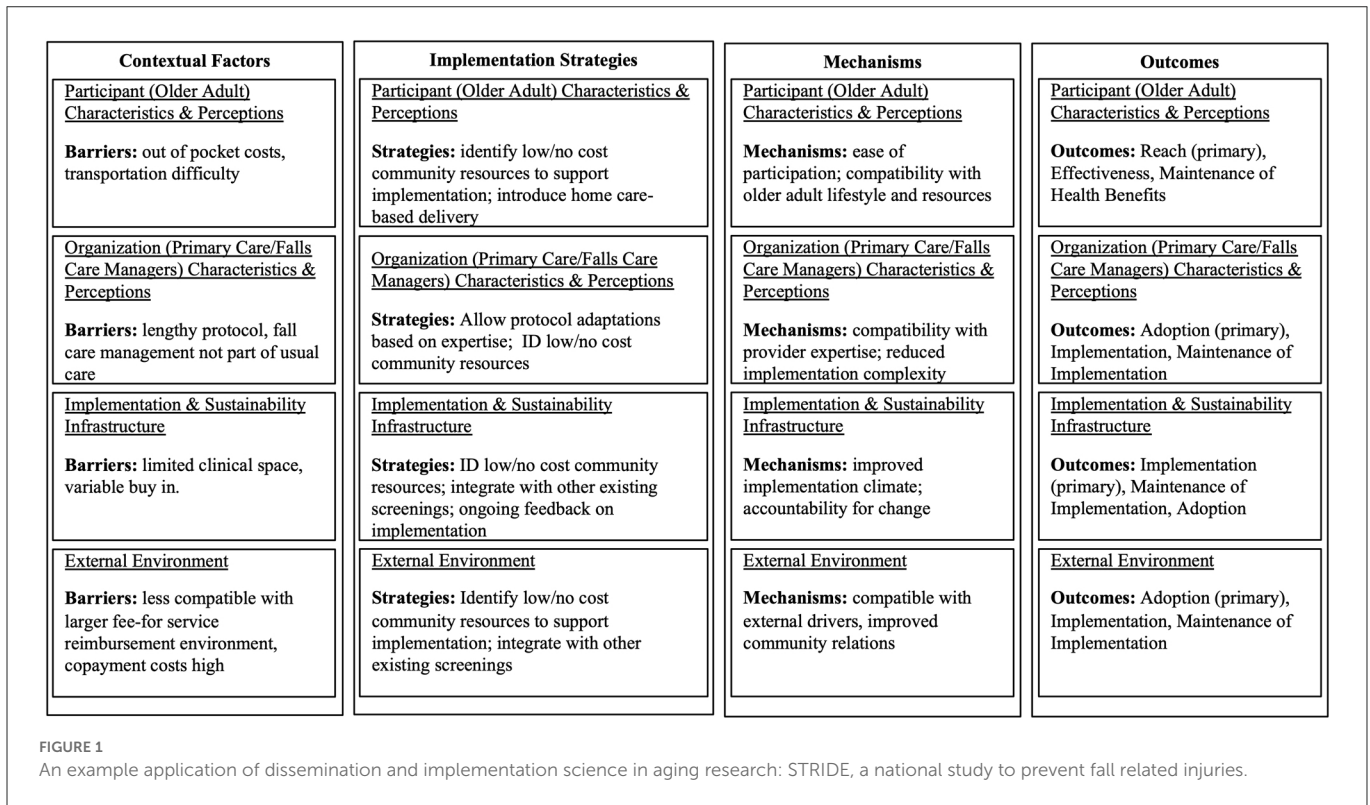 Contextual Factors
Participant (Older Adult)
Characteristics & Perceptions
Barriers: out of pocket costs,
transportation difficulty
Organization (Primary Care/Falls
Care Managers) Characteristics &
Perceptions
Barriers: lengthy protocol, fall
care management not part of usual
care
Implementation & Sustainability
Infrastructure
Barriers: limited clinical space,
variable buy in.
External Environment
Barriers: less compatible with
larger fee-for service
reimbursement environment,
copayment costs high
Implementation Strategies
Participant (Older Adult) Characteristics &
Perceptions
Strategies: identify low/no cost
community resources to support
implementation; introduce home care-
based delivery
Organization (Primary Care/Falls Care
Managers) Characteristics & Perceptions
Strategies: Allow protocol adaptations
based on expertise; ID low/no cost
community resources
Implementation & Sustainability
Infrastructure
Strategies: ID low/no cost community
resources; integrate with other existing
screenings; ongoing feedback on
implementation
External Environment
Strategies: Identify low/no cost
community resources to support
implementation; integrate with other
existing screenings
Mechanisms
Participant (Older Adult)
Characteristics & Perceptions
Mechanisms: ease of
participation; compatibility with
older adult lifestyle and resources
Organization (Primary Care/Falls
Care Managers) Characteristics &
Perceptions
Mechanisms: compatibility with
provider expertise; reduced
implementation complexity
Implementation & Sustainability
Infrastructure
Mechanisms: improved
implementation climate;
accountability for change
External Environment
Mechanisms: compatible with
external drivers, improved
community relations
Outcomes
Participant (Older Adult)
Characteristics & Perceptions
Outcomes: Reach (primary),
Effectiveness, Maintenance of
Health Benefits
Organization (Primary Care/Falls
Care Managers) Characteristics &
Perceptions
Outcomes: Adoption (primary),
Implementation, Maintenance of
Implementation
Implementation & Sustainability
Infrastructure
Outcomes: Implementation
(primary), Maintenance of
Implementation, Adoption
External Environment
Outcomes: Adoption (primary),
Implementation, Maintenance of
Implementation
FIGURE 1
An example application of dissemination and implementation science in aging research: STRIDE, a national study to prevent fall related injuries.